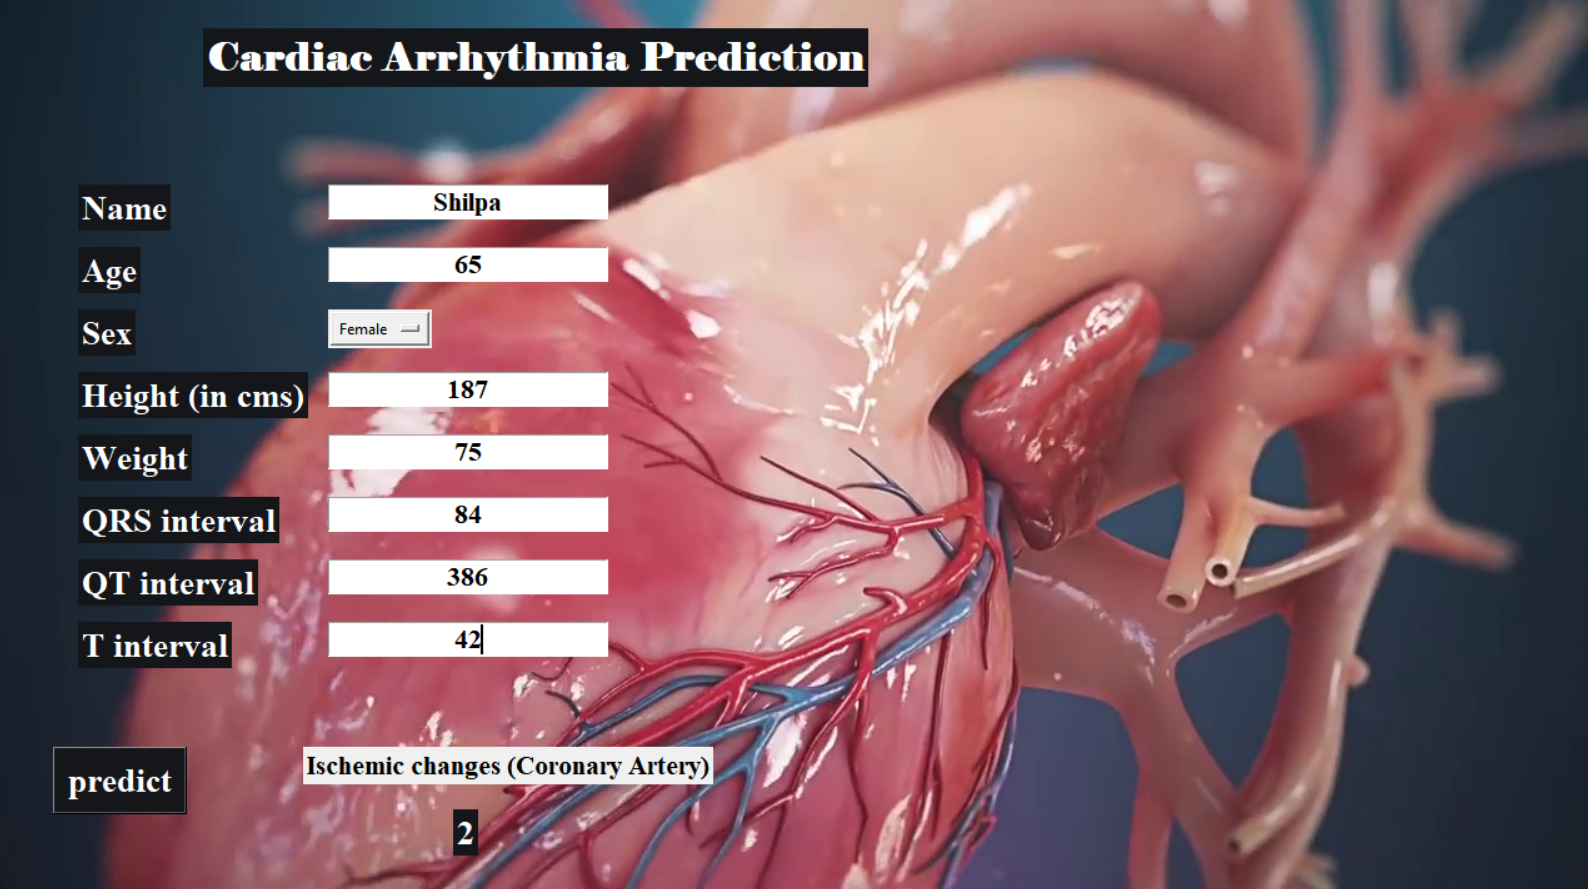 Cardiac Arrhythmia Prediction
Name Shilpa
Age 65
Sex Female
Height (in cms) 187
Weight 75
QRS interval 84
QT interval 386
T interval 42
predict Ischemic changes (Coronary Artery)
2